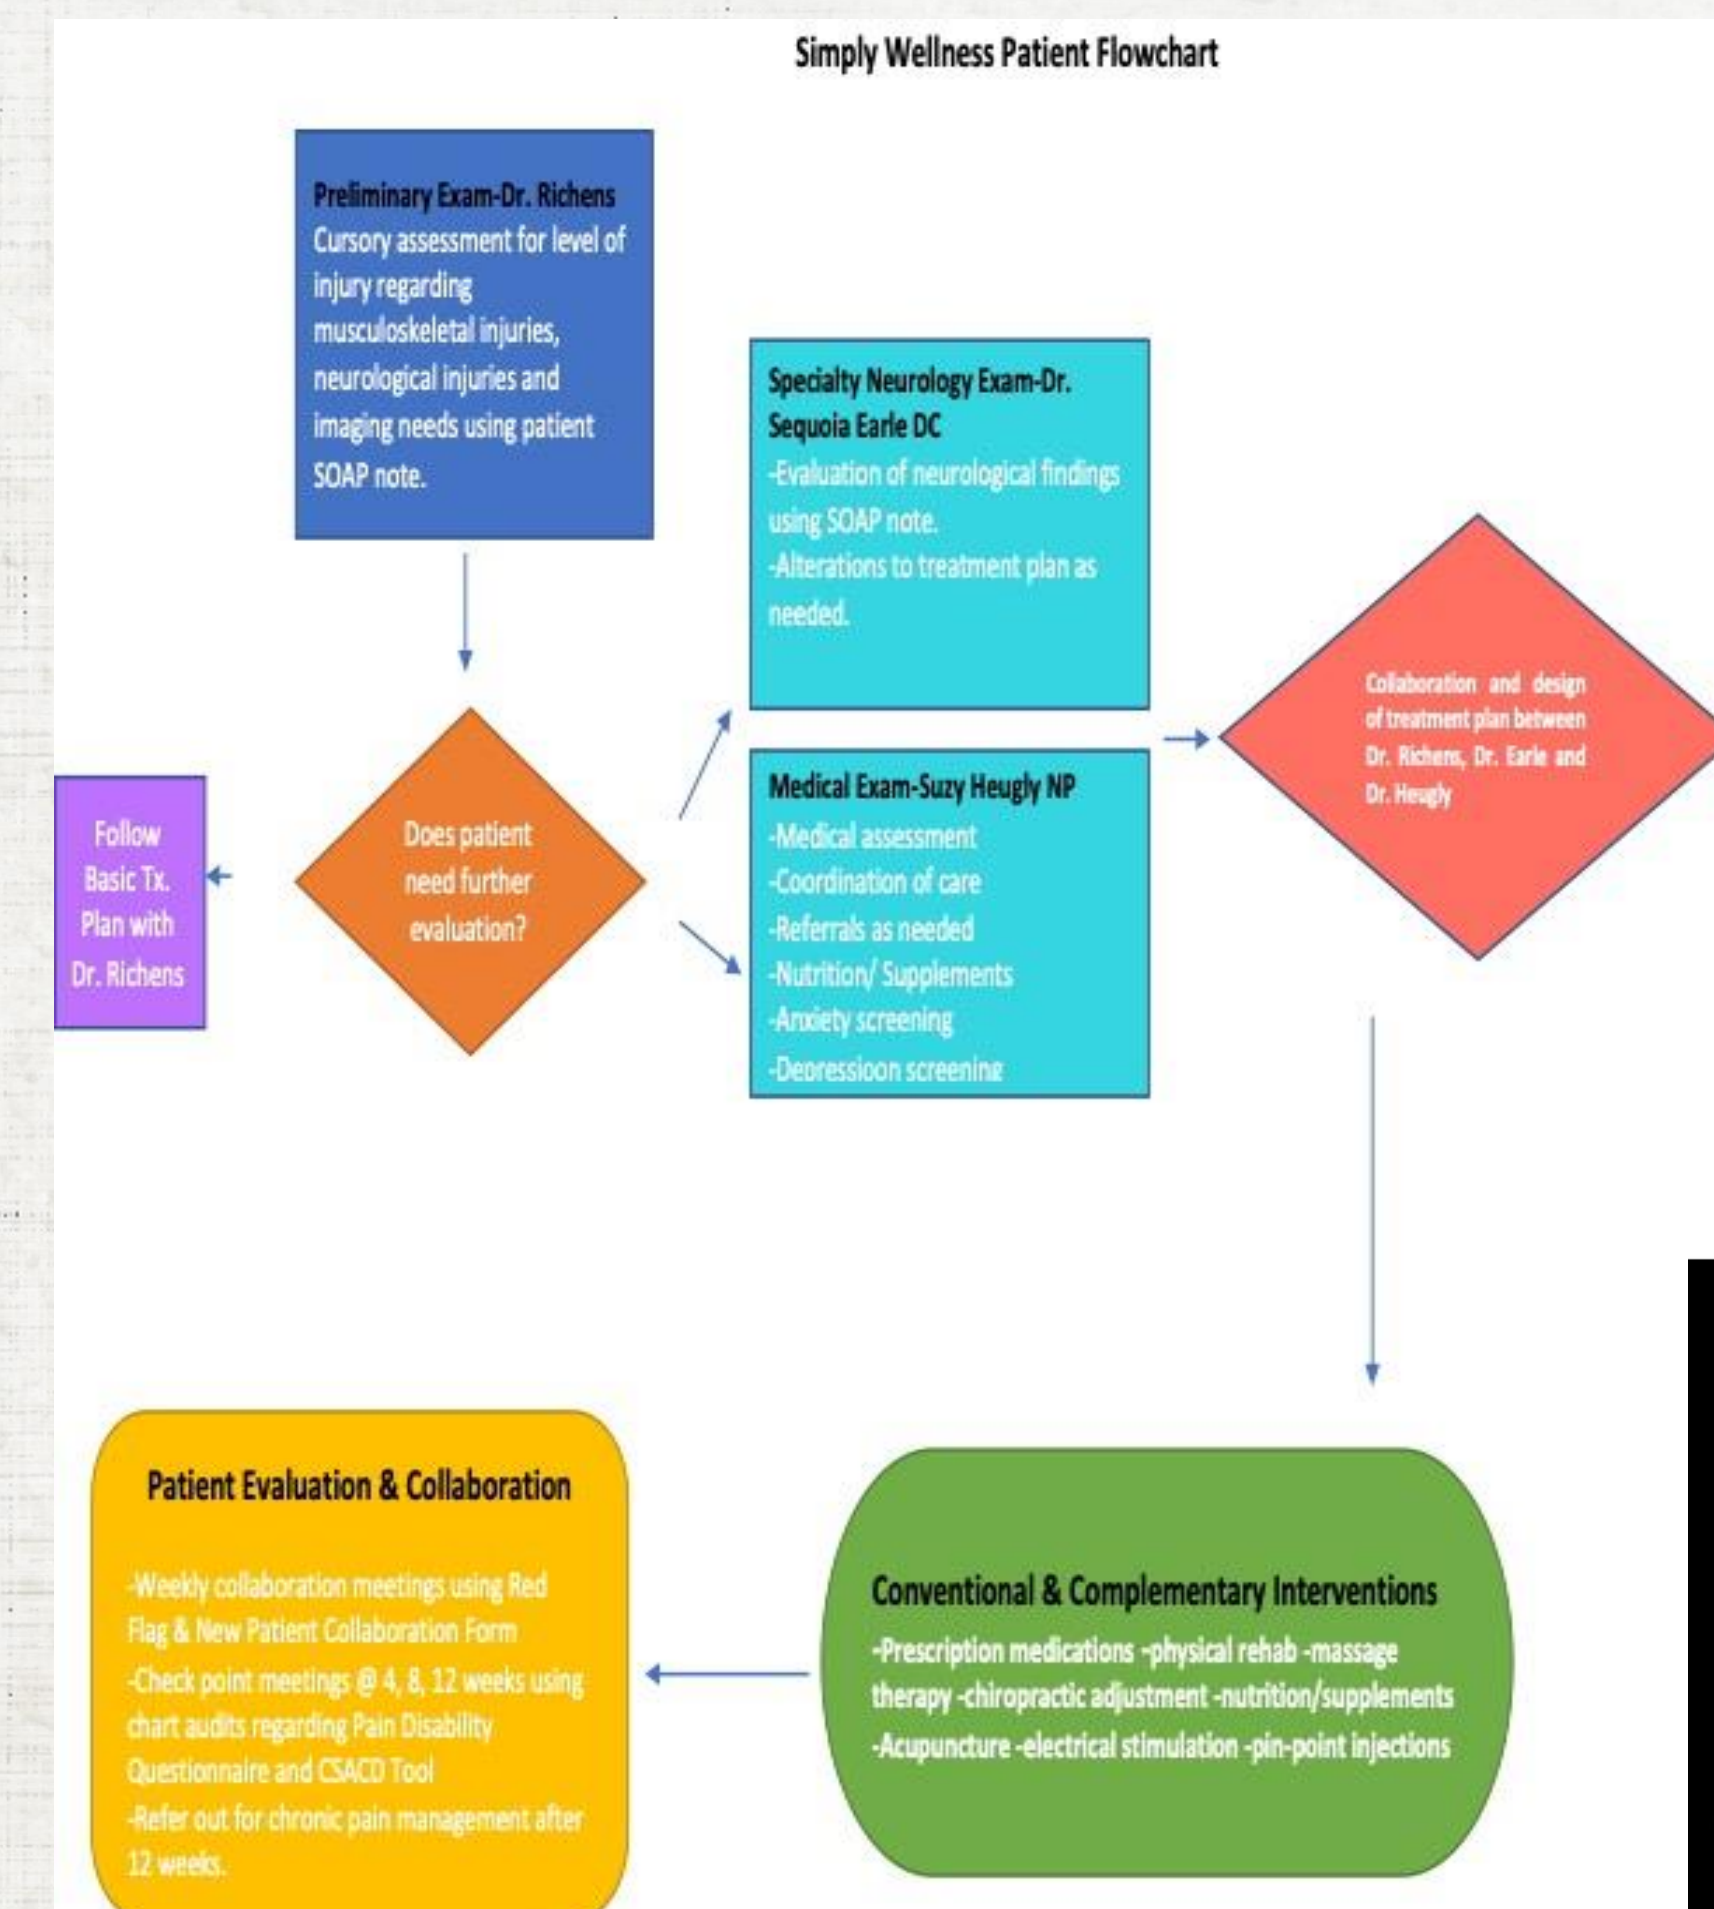 Simply Wellness Patient Flowchart
Preliminary Exam-Dr. Richens
Cursory assessment for level of
injury regarding
musculoskeletal injuries,
neurological injuries and
imaging needs using patient
SOAP note.
Specialty Neurology Exam-Dr.
Sequoia Earle DC
-Evaluation of neurological findings
using SOAP note.
-Alterations to treatment plan as
needed.
Collaboration and design
of treatment plan between
Dr. Richens, Dr. Earle and
Dr. Heugly
Follow
Basic Tx.
Plan with
Dr. Richens
Does patient
need further
evaluation?
Medical Exam-Suzy Heugly NP
-Medical assessment
-Coordination of care
-Referrals as needed
-Nutrition/ Supplements
-Anxiety screening
-Depressioon screening
Patient Evaluation & Collaboration
-Weekly collaboration meetings using Red
Flag & New Patient Collaboration Form
-Check point meetings @ 4, 8, 12 weeks using
chart audits regarding Pain Disability
Questionnaire and CSACD Tool
-Refer out for chronic pain management after
12 weeks.
Conventional & Complementary Interventions
-Prescription medications -physical rehab -massage
therapy -chiropractic adjustment -nutrition/supplements
-Acupuncture -electrical stimulation -pin-point injections